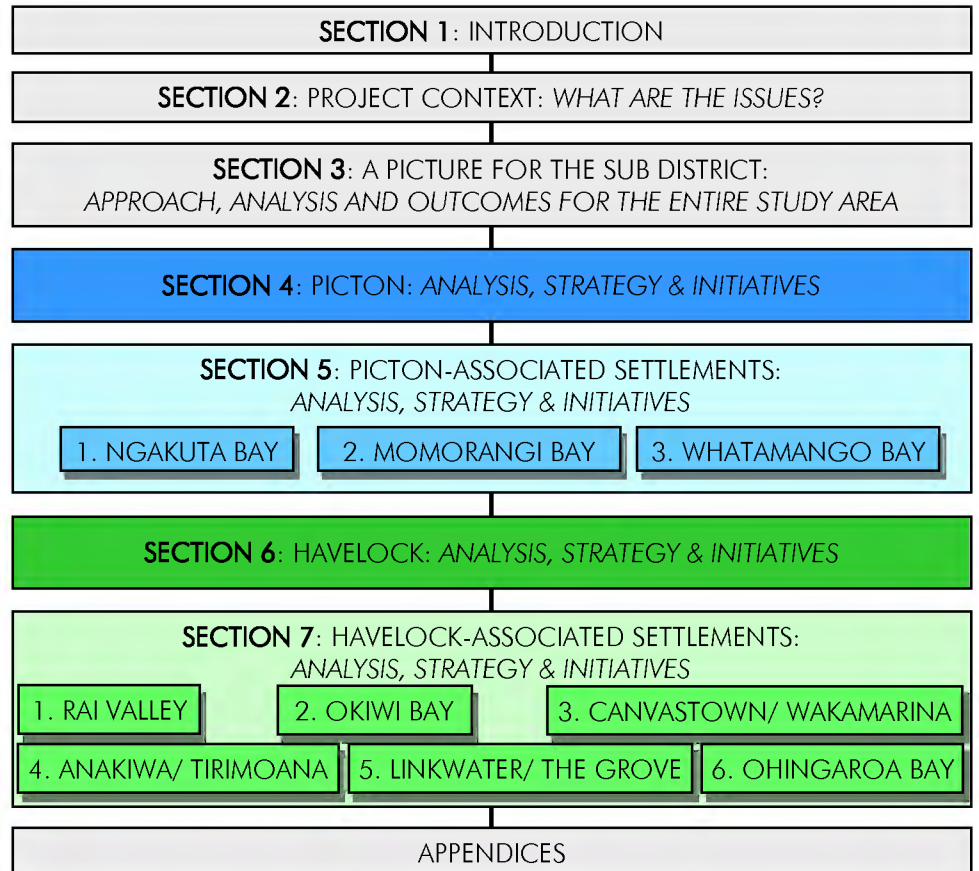 SECTION 1: INTRODUCTION
SECTION 2: PROJECT CONTEXT: WHAT ARE THE ISSUES?
SECTION 3: A PICTURE FOR THE SUB DISTRICT:
APPROACH, ANALYSIS AND OUTCOMES FOR THE ENTIRE STUDY AREA
SECTION 4: PICTON: ANALYSIS, STRATEGY & INITIATIVES
SECTION 5: PICTON-ASSOCIATED SETTLEMENTS:
ANALYSIS, STRATEGY & INITIATIVES
1. NGAKUTA BAY
2. MOMORANGI BAY
3. WHATAMANGO BAY
SECTION 6: HAVELOCK: ANALYSIS, STRATEGY & INITIATIVES
SECTION 7: HAVELOCK-ASSOCIATED SETTLEMENTS:
ANALYSIS, STRATEGY & INITIATIVES
1. RAI VALLEY
2. OKIWI BAY
3. CANVASTOWN/ WAKAMARINA
4. ANAKIWA/ TIRIMOANA
5. LINKWATER/ THE GROVE
6. OHINGAROA BAY
APPENDICES